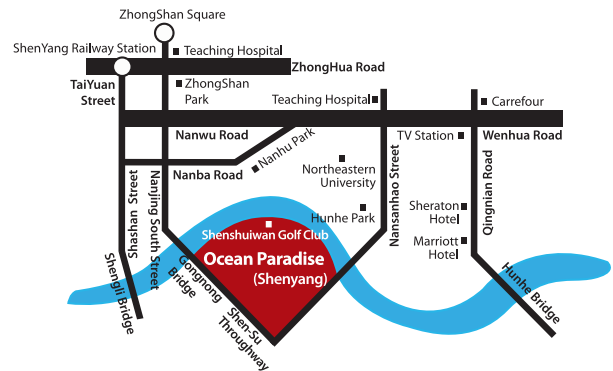 ZhongShan Square
ShenYang Railway Station
Teaching Hospital
ZhongHua Road
TaiYuan
Street
ZhongShan
Park
Teaching Hospital
Carrefour
Nanwu Road
TV Station
Wenhua Road
Nanhu Park
Nanba Road
Northeastern
University
Shashan Street
Nanjing South Street
Nansanhao Street
Qingnian Road
Hunhe Park
Sheraton
Hotel
Shenshuiwan Golf Club
Marriott
Hotel
Ocean Paradise
(Shenyang)
Shengli Bridge
Gongnong
Bridge
Shen-Su
Throughway
Hunhe Bridge